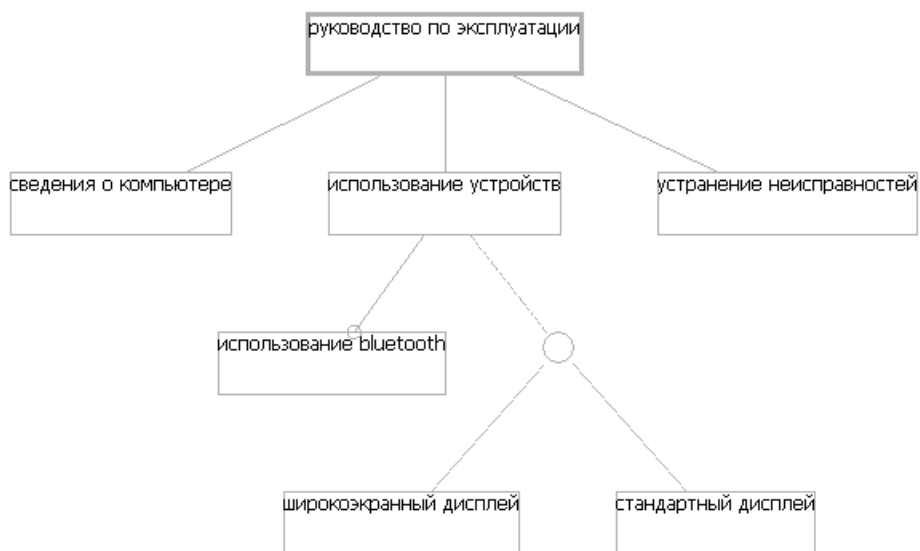 руководство по эксплуатации
сведения о компьютере
использование устройств
устранение неисправностей
использование bluetooth
широкоэкранный дисплей
стандартный дисплей